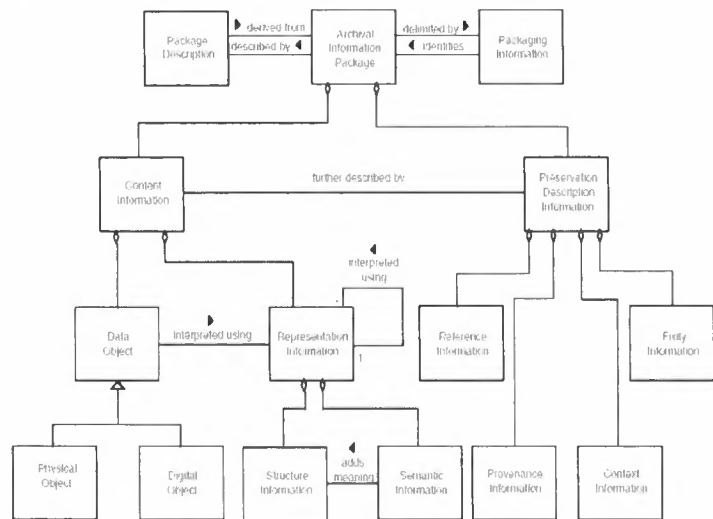 Package
Description
derived from
described by
Archival
Information
Package
delimited by
identifies
Packaging
Information
Content
Information
further described by
Preservation
Description
Information
interpreted
using
Data
Object
interpreted using
Representation
Information
1
Reference
Information
Information
Physical
Object
Digital
Object
Structure
Information
adds
meaning
Semantic
Information
Provenance
Information
Context
Information